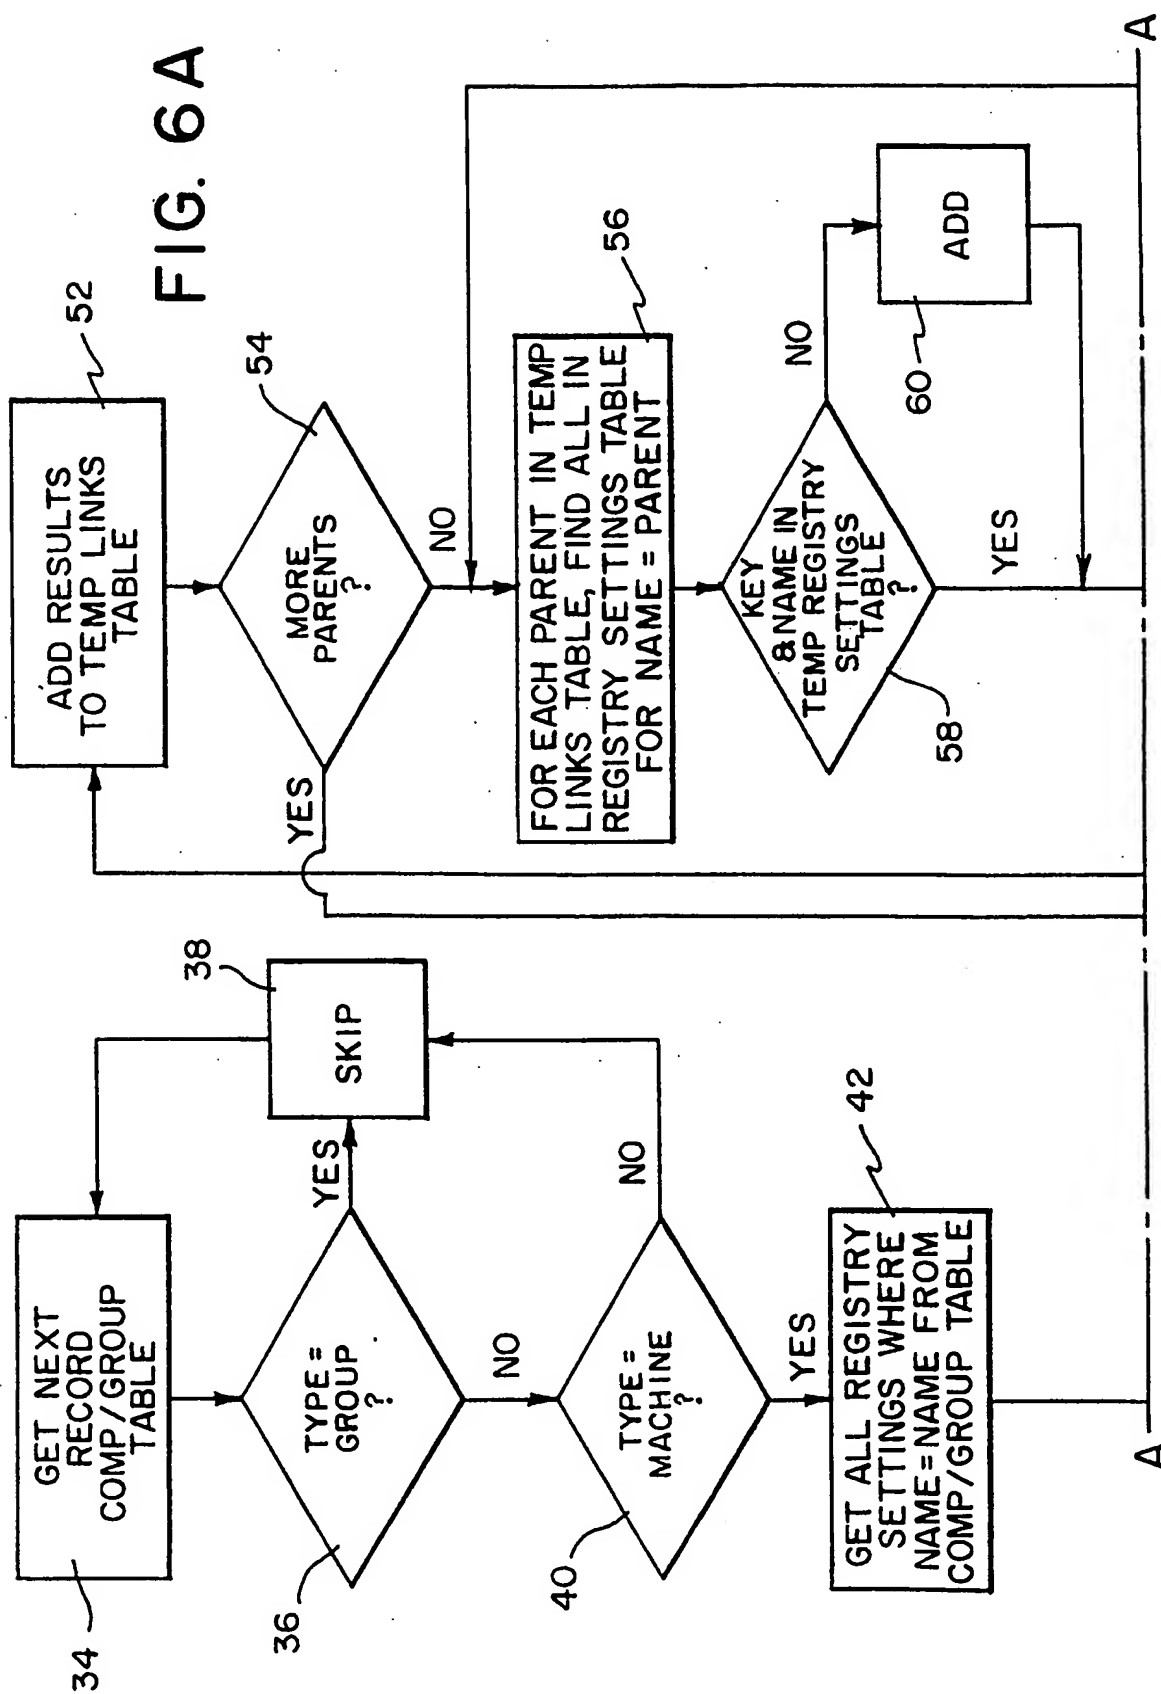 FIG. 6A
34
GET NEXT
RECORD
COMP/GROUP
TABLE
36
TYPE =
GROUP
?
YES
NO
38
SKIP
40
TYPE =
MACHINE
?
NO
YES
42
GET ALL REGISTRY
SETTINGS WHERE
NAME=NAME FROM
COMP/GROUP TABLE
A
52
ADD RESULTS
TO TEMP LINKS
TABLE
54
MORE
PARENTS
?
YES
NO
56
FOR EACH PARENT IN TEMP
LINKS TABLE, FIND ALL IN
REGISTRY SETTINGS TABLE
FOR NAME = PARENT
58
KEY
& NAME IN
TEMP REGISTRY
SETTINGS
TABLE
?
NO
YES
60
ADD
A